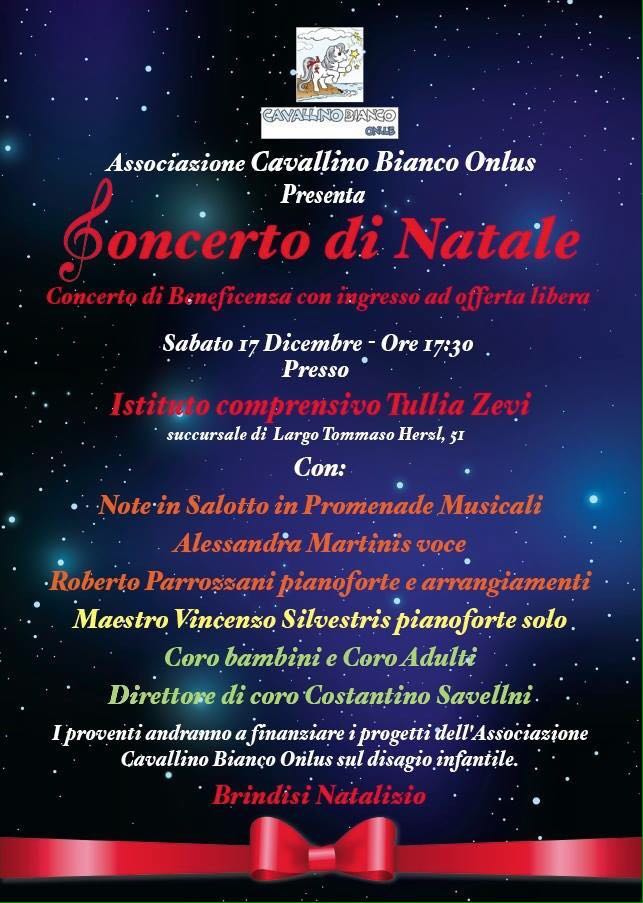 CAVALLINO BIANCO
ONLUS
Associazione Cavallino Bianco Onlus
Presenta
Concerto di Natale
Concerto di Beneficenza con ingresso ad offerta libera
Sabato 17 Dicembre - Ore 17:30
Presso
Istituto comprensivo Tullia Zevi
succursale di Largo Tommaso Herzl, 51
Con:
Note in Salotto in Promenade Musicali
Alessandra Martinis voce
Roberto Parrozzani pianoforte e arrangiamenti
Maestro Vincenzo Silvestris pianoforte solo
Coro bambini e Coro Adulti
Direttore di coro Costantino Savellni
I proventi andranno a finanziare i progetti dell'Associazione
Cavallino Bianco Onlus sul disagio infantile.
Brindisi Natalizio